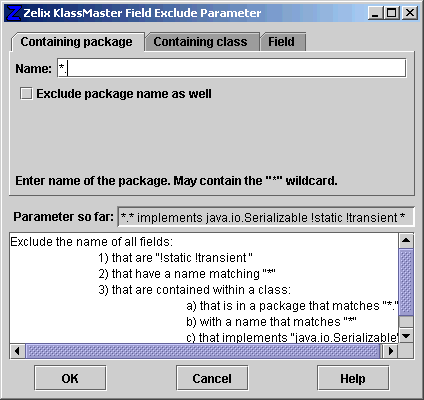 Zelix KlassMaster Field Exclude Parameter
Containing package Containing class Field
Name: *.
Exclude package name as well
Enter name of the package. May contain the "*" wildcard.
Parameter so far: *.* implements java.io.Serializable !static !transient *
Exclude the name of all fields:
1) that are "!static !transient "
2) that have a name matching "*"
3) that are contained within a class:
a) that is in a package that matches "*."
b) with a name that matches "*"
c) that implements "java.io.Serializable"
OK Cancel Help